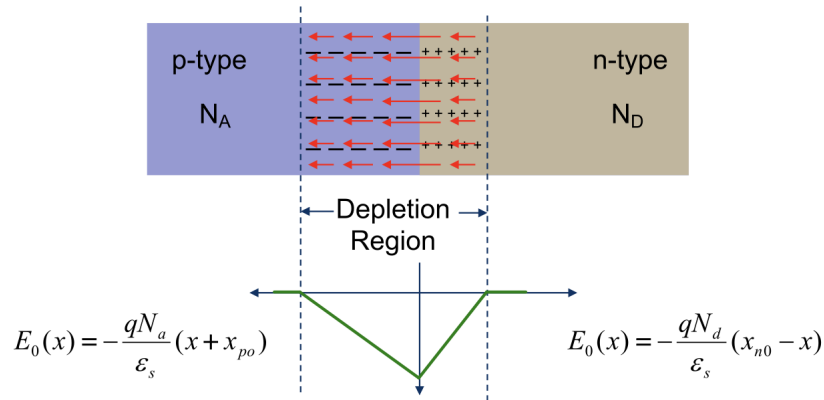 p-type
N_A
n-type
N_D
+ + + + +
+ + + + +
+ + + + +
+ + + + +
Depletion
Region
E_0(x) = -\frac{qN_a}{\varepsilon_s}(x + x_{po})
E_0(x) = -\frac{qN_d}{\varepsilon_s}(x_{n0} - x)